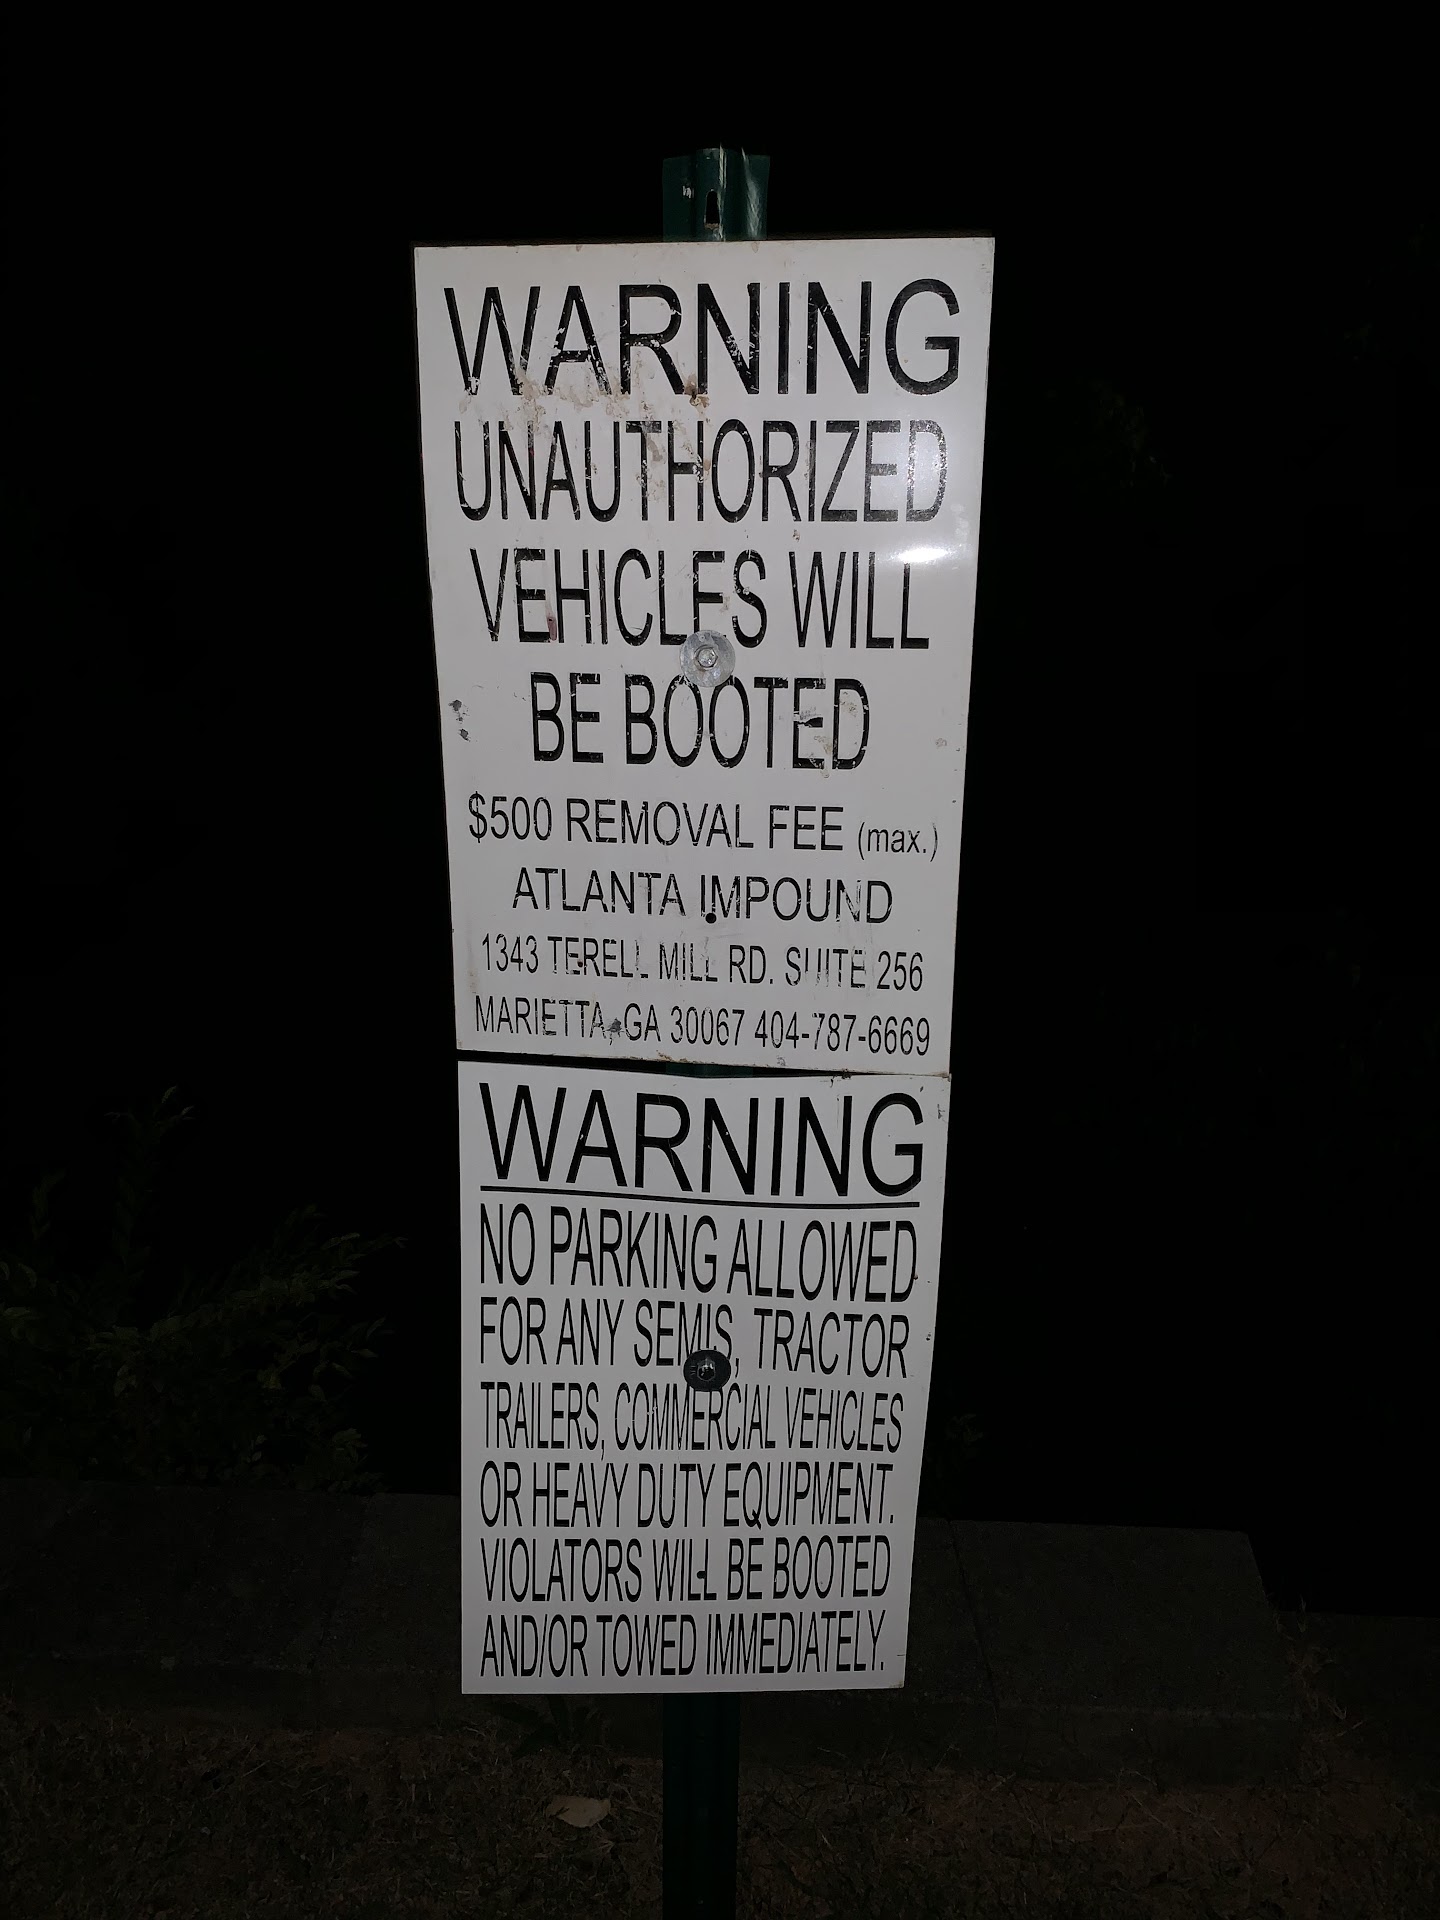 WARNING
UNAUTHORIZED
VEHICLES WILL
BE BOOTED
$500 REMOVAL FEE (max.)
ATLANTA IMPOUND
1343 TERELL MILL RD. SUITE 256
MARIETTA, GA 30067 404-787-6669
WARNING
NO PARKING ALLOWED
FOR ANY SEMIS, TRACTOR
TRAILERS, COMMERCIAL VEHICLES
OR HEAVY DUTY EQUIPMENT.
VIOLATORS WILL BE BOOTED
AND/OR TOWED IMMEDIATELY.